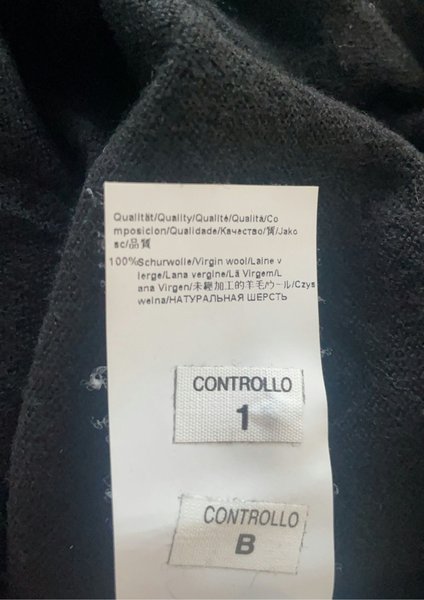 Qualität/Quality/Qualité/Qualità/Co
mposicion/Qualidade/Качество/質/Jako
sc/品質
100%Schurwolle/Virgin wool/Laine v
ierge/Lana vergine/Lã Virgem/L
ana Virgen/未經加工的羊毛/ウール/Czys
wełna/НАТУРАЛЬНАЯ ШЕРСТЬ
CONTROLLO
1
CONTROLLO
B